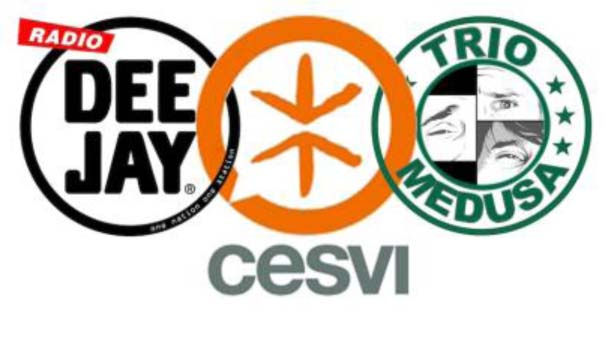 RADIO
DEE
JAY®
one nation one station
cesvi
TRIO
MEDUSA